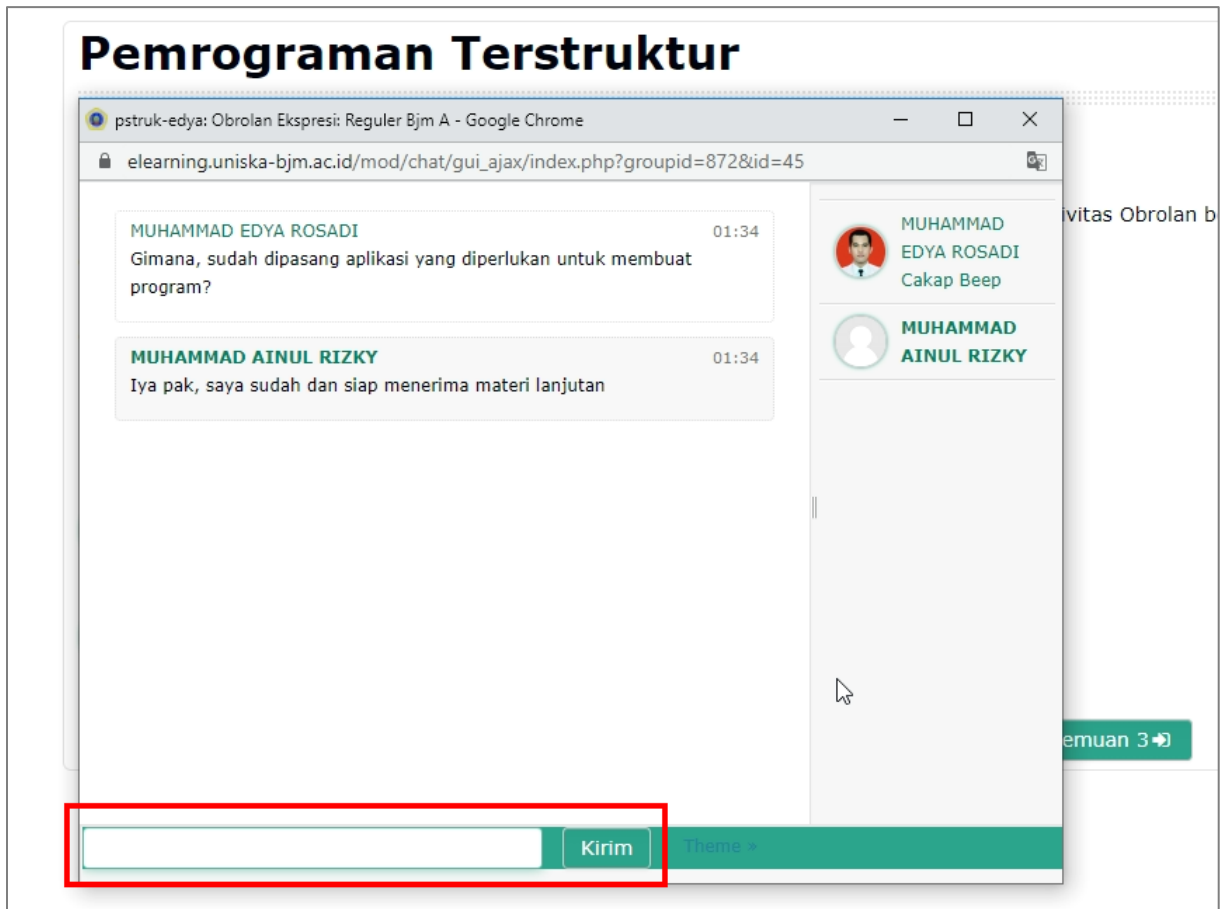 Pemrograman Terstruktur
pstruk-edya: Obrolan Ekspresi: Reguler Bjm A - Google Chrome
elearning.uniska-bjm.ac.id/mod/chat/gui_ajax/index.php?groupid=872&id=45
MUHAMMAD EDYA ROSADI 01:34
Gimana, sudah dipasang aplikasi yang diperlukan untuk membuat
program?
MUHAMMAD AINUL RIZKY 01:34
Iya pak, saya sudah dan siap menerima materi lanjutan
MUHAMMAD
EDYA ROSADI
Cakap Beep
MUHAMMAD
AINUL RIZKY
ivitas Obrolan b
emuan 3
Kirim
Theme »